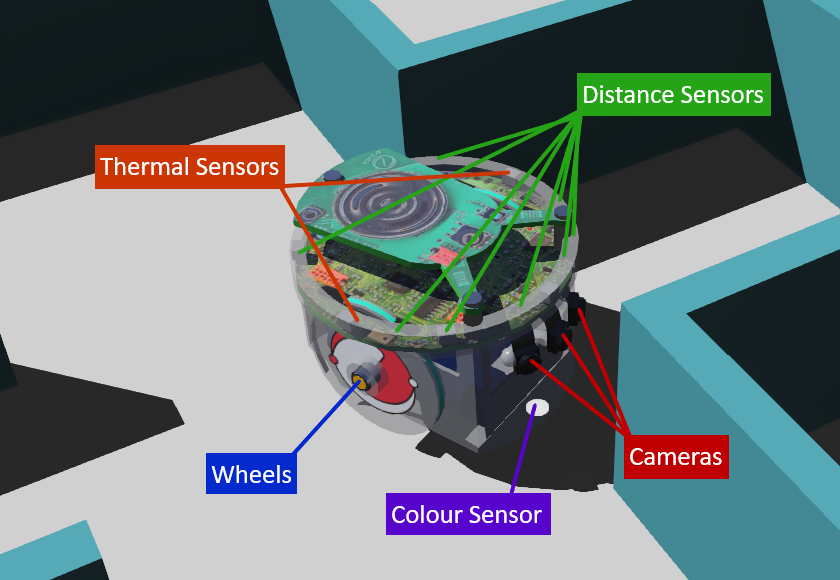 Distance Sensors
Thermal Sensors
Cameras
Wheels
Colour Sensor